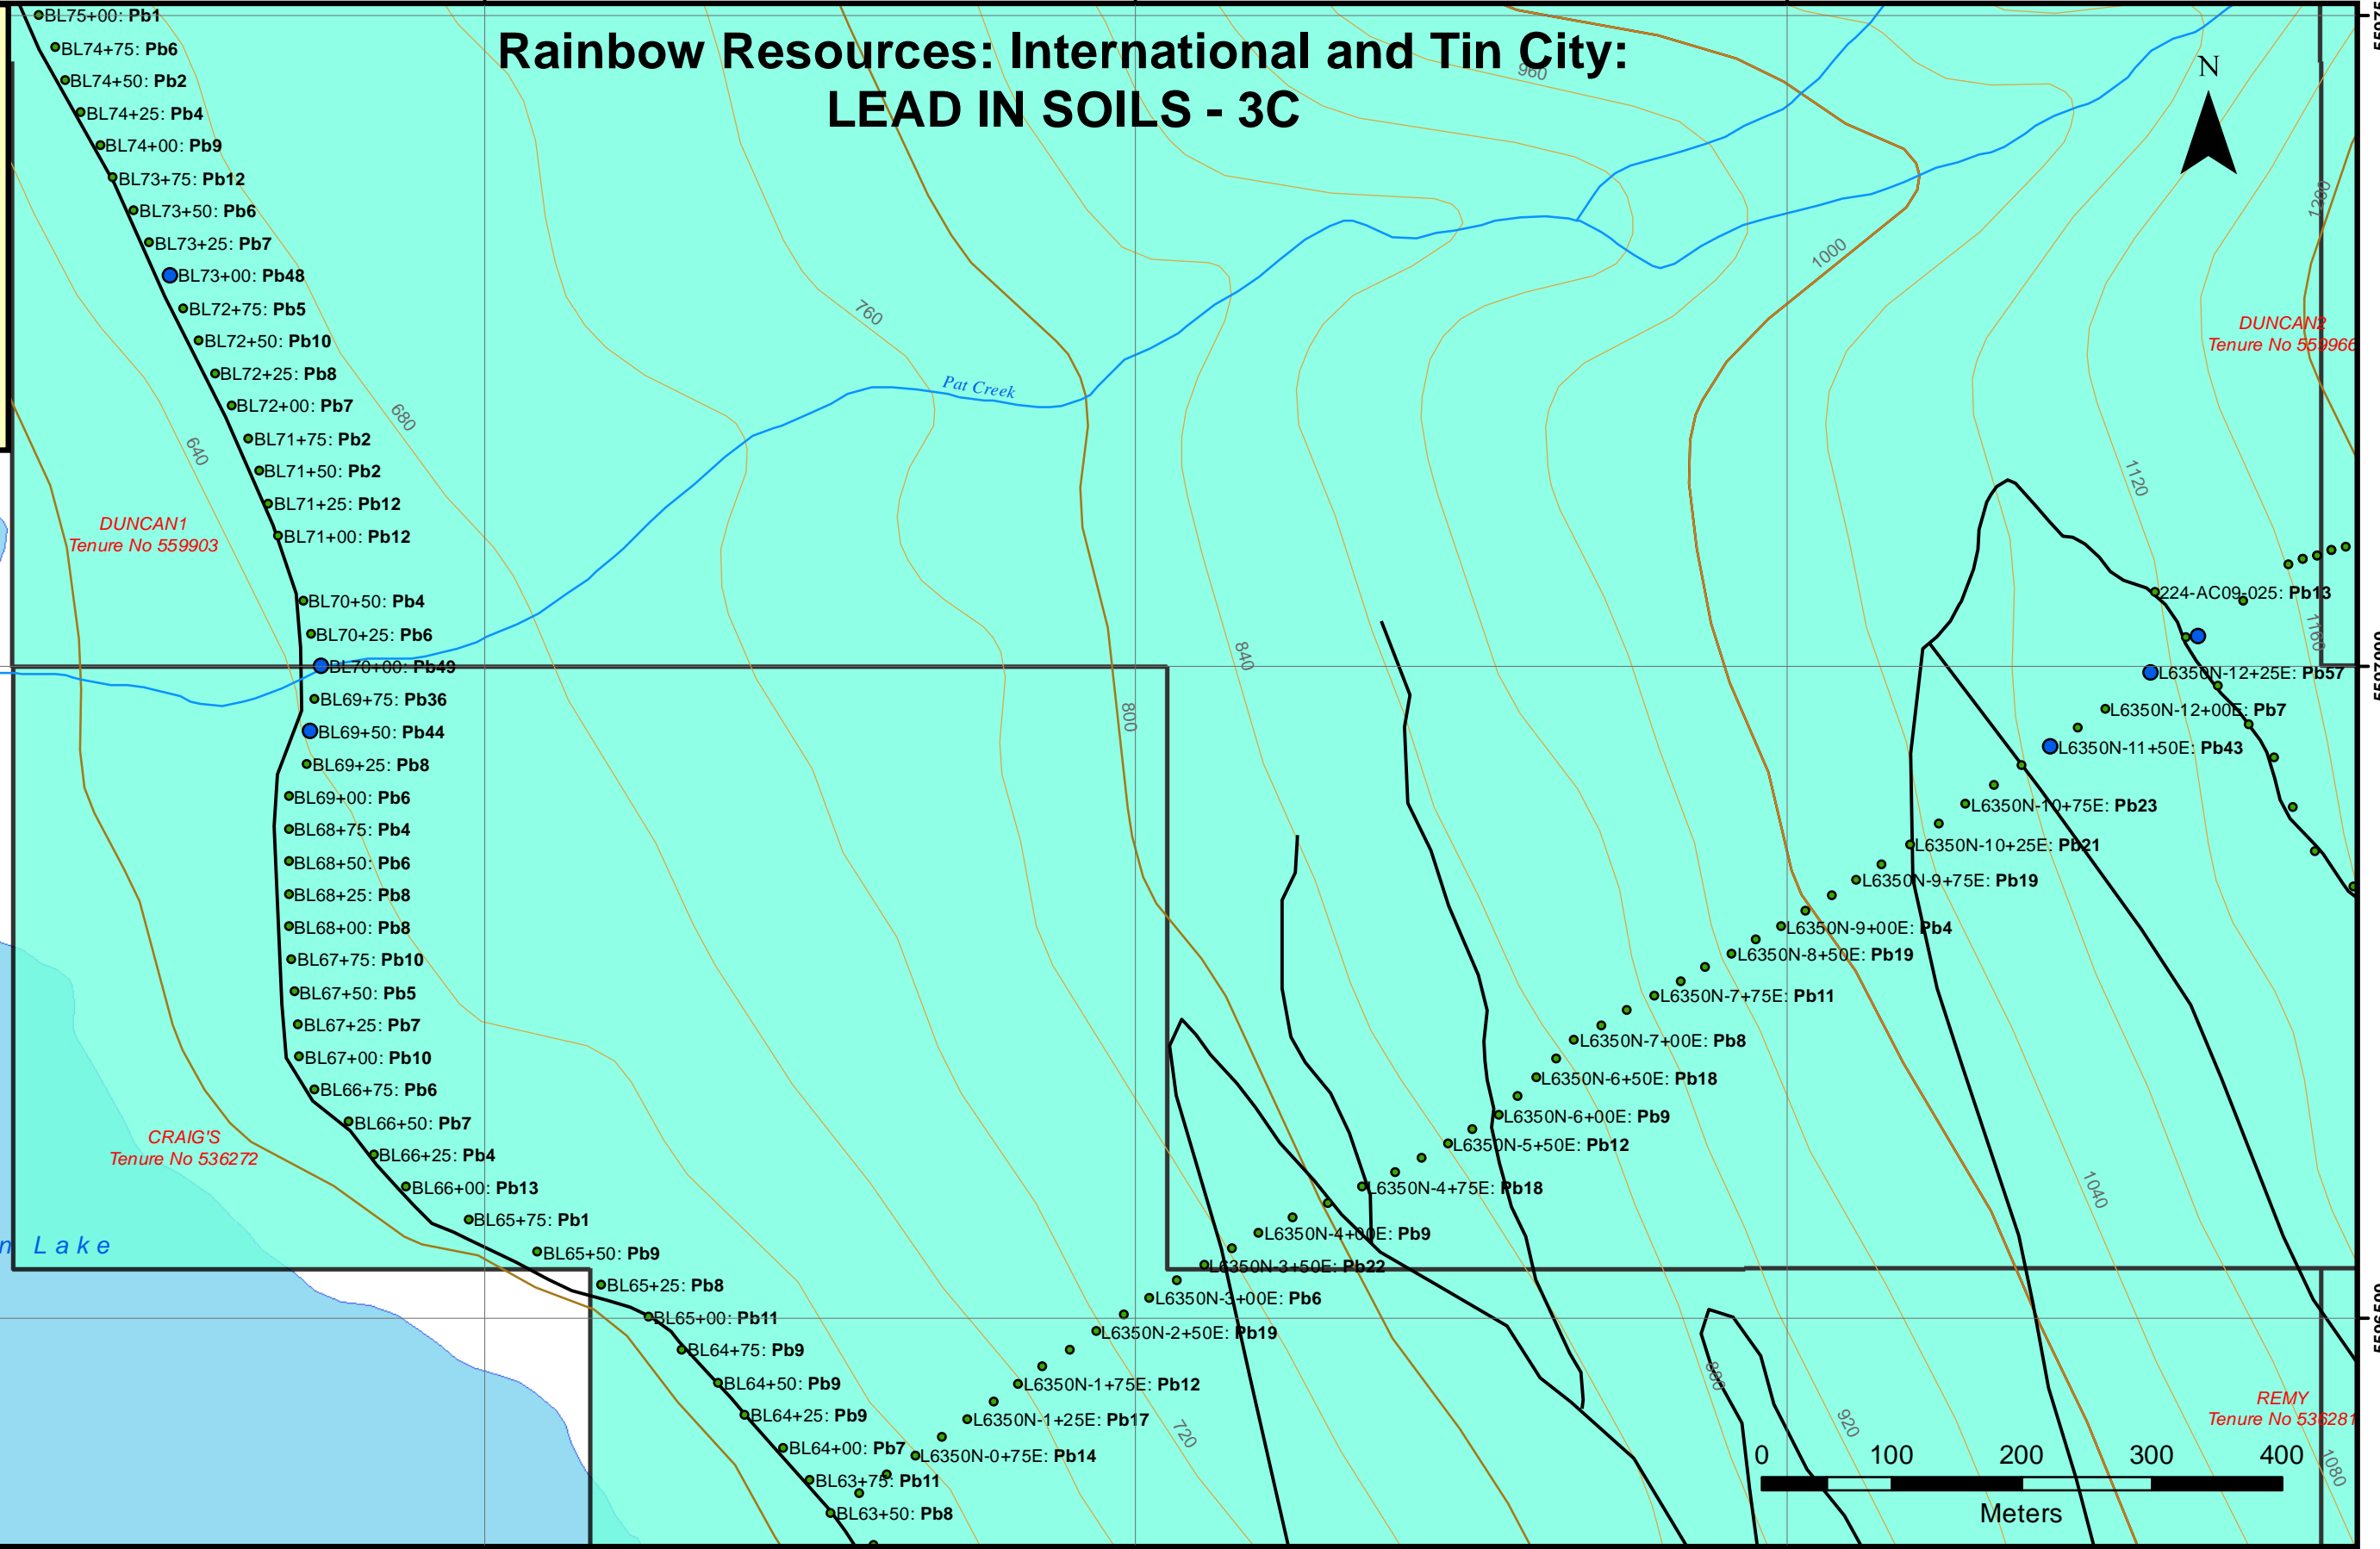 Rainbow Resources: International and Tin City:
LEAD IN SOILS - 3C
N
BL75+00: Pb1
BL74+75: Pb6
BL74+50: Pb2
BL74+25: Pb4
BL74+00: Pb9
BL73+75: Pb12
BL73+50: Pb6
BL73+25: Pb7
BL73+00: Pb48
BL72+75: Pb5
BL72+50: Pb10
BL72+25: Pb8
BL72+00: Pb7
BL71+75: Pb2
BL71+50: Pb2
BL71+25: Pb12
BL71+00: Pb12
BL70+50: Pb4
BL70+25: Pb6
BL70+00: Pb49
BL69+75: Pb36
BL69+50: Pb44
BL69+25: Pb8
BL69+00: Pb6
BL68+75: Pb4
BL68+50: Pb6
BL68+25: Pb8
BL68+00: Pb8
BL67+75: Pb10
BL67+50: Pb5
BL67+25: Pb7
BL67+00: Pb10
BL66+75: Pb6
BL66+50: Pb7
BL66+25: Pb4
BL66+00: Pb13
BL65+75: Pb1
BL65+50: Pb9
BL65+25: Pb8
BL65+00: Pb11
BL64+75: Pb9
BL64+50: Pb9
BL64+25: Pb9
BL64+00: Pb7
BL63+75: Pb11
BL63+50: Pb8
224-AC09-025: Pb13
L6350N-12+25E: Pb57
L6350N-12+00E: Pb7
L6350N-11+50E: Pb43
L6350N-10+75E: Pb23
L6350N-10+25E: Pb21
L6350N-9+75E: Pb19
L6350N-9+00E: Pb4
L6350N-8+50E: Pb19
L6350N-7+75E: Pb11
L6350N-7+00E: Pb8
L6350N-6+50E: Pb18
L6350N-6+00E: Pb9
L6350N-5+50E: Pb12
L6350N-4+75E: Pb18
L6350N-4+00E: Pb9
L6350N-3+50E: Pb22
L6350N-3+00E: Pb6
L6350N-2+50E: Pb19
L6350N-1+75E: Pb12
L6350N-1+25E: Pb17
L6350N-0+75E: Pb14
DUNCAN1
Tenure No 559903
DUNCAN2
Tenure No 559966
CRAIG'S
Tenure No 536272
REMY
Tenure No 536281
Pat Creek
Lake
640
680
760
960
1000
1200
1120
1160
840
800
720
880
920
1040
1080
0 100 200 300 400
Meters